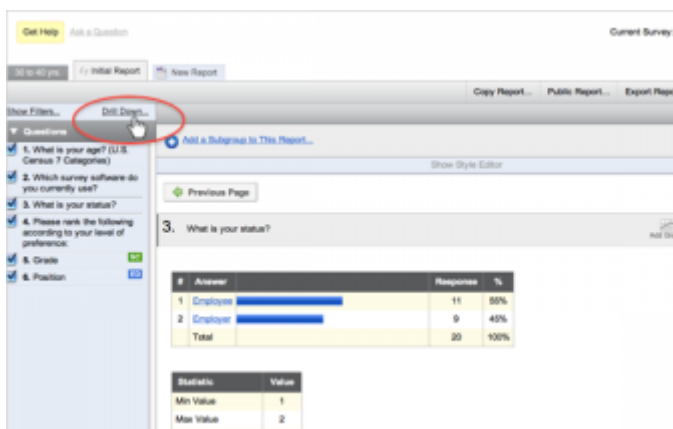 Get Help Ask a Question
Current Survey:
30 to 40 yrs. Initial Report New Report
Copy Report... Public Report... Export Repo
Show Filters... Drill Down...
Questions
Add a Subgroup to This Report...
1. What is your age? (U.S.
Census 7 Categories)
Show Style Editor
2. Which survey software do
you currently use?
Previous Page
3. What is your status?
4. Please rank the following
according to your level of
preference:
3. What is your status?
5. Grade
6. Position
# Answer Response %
1 Employee 11 55%
2 Employer 9 45%
Total 20 100%
Statistic Value
Min Value 1
Max Value 2